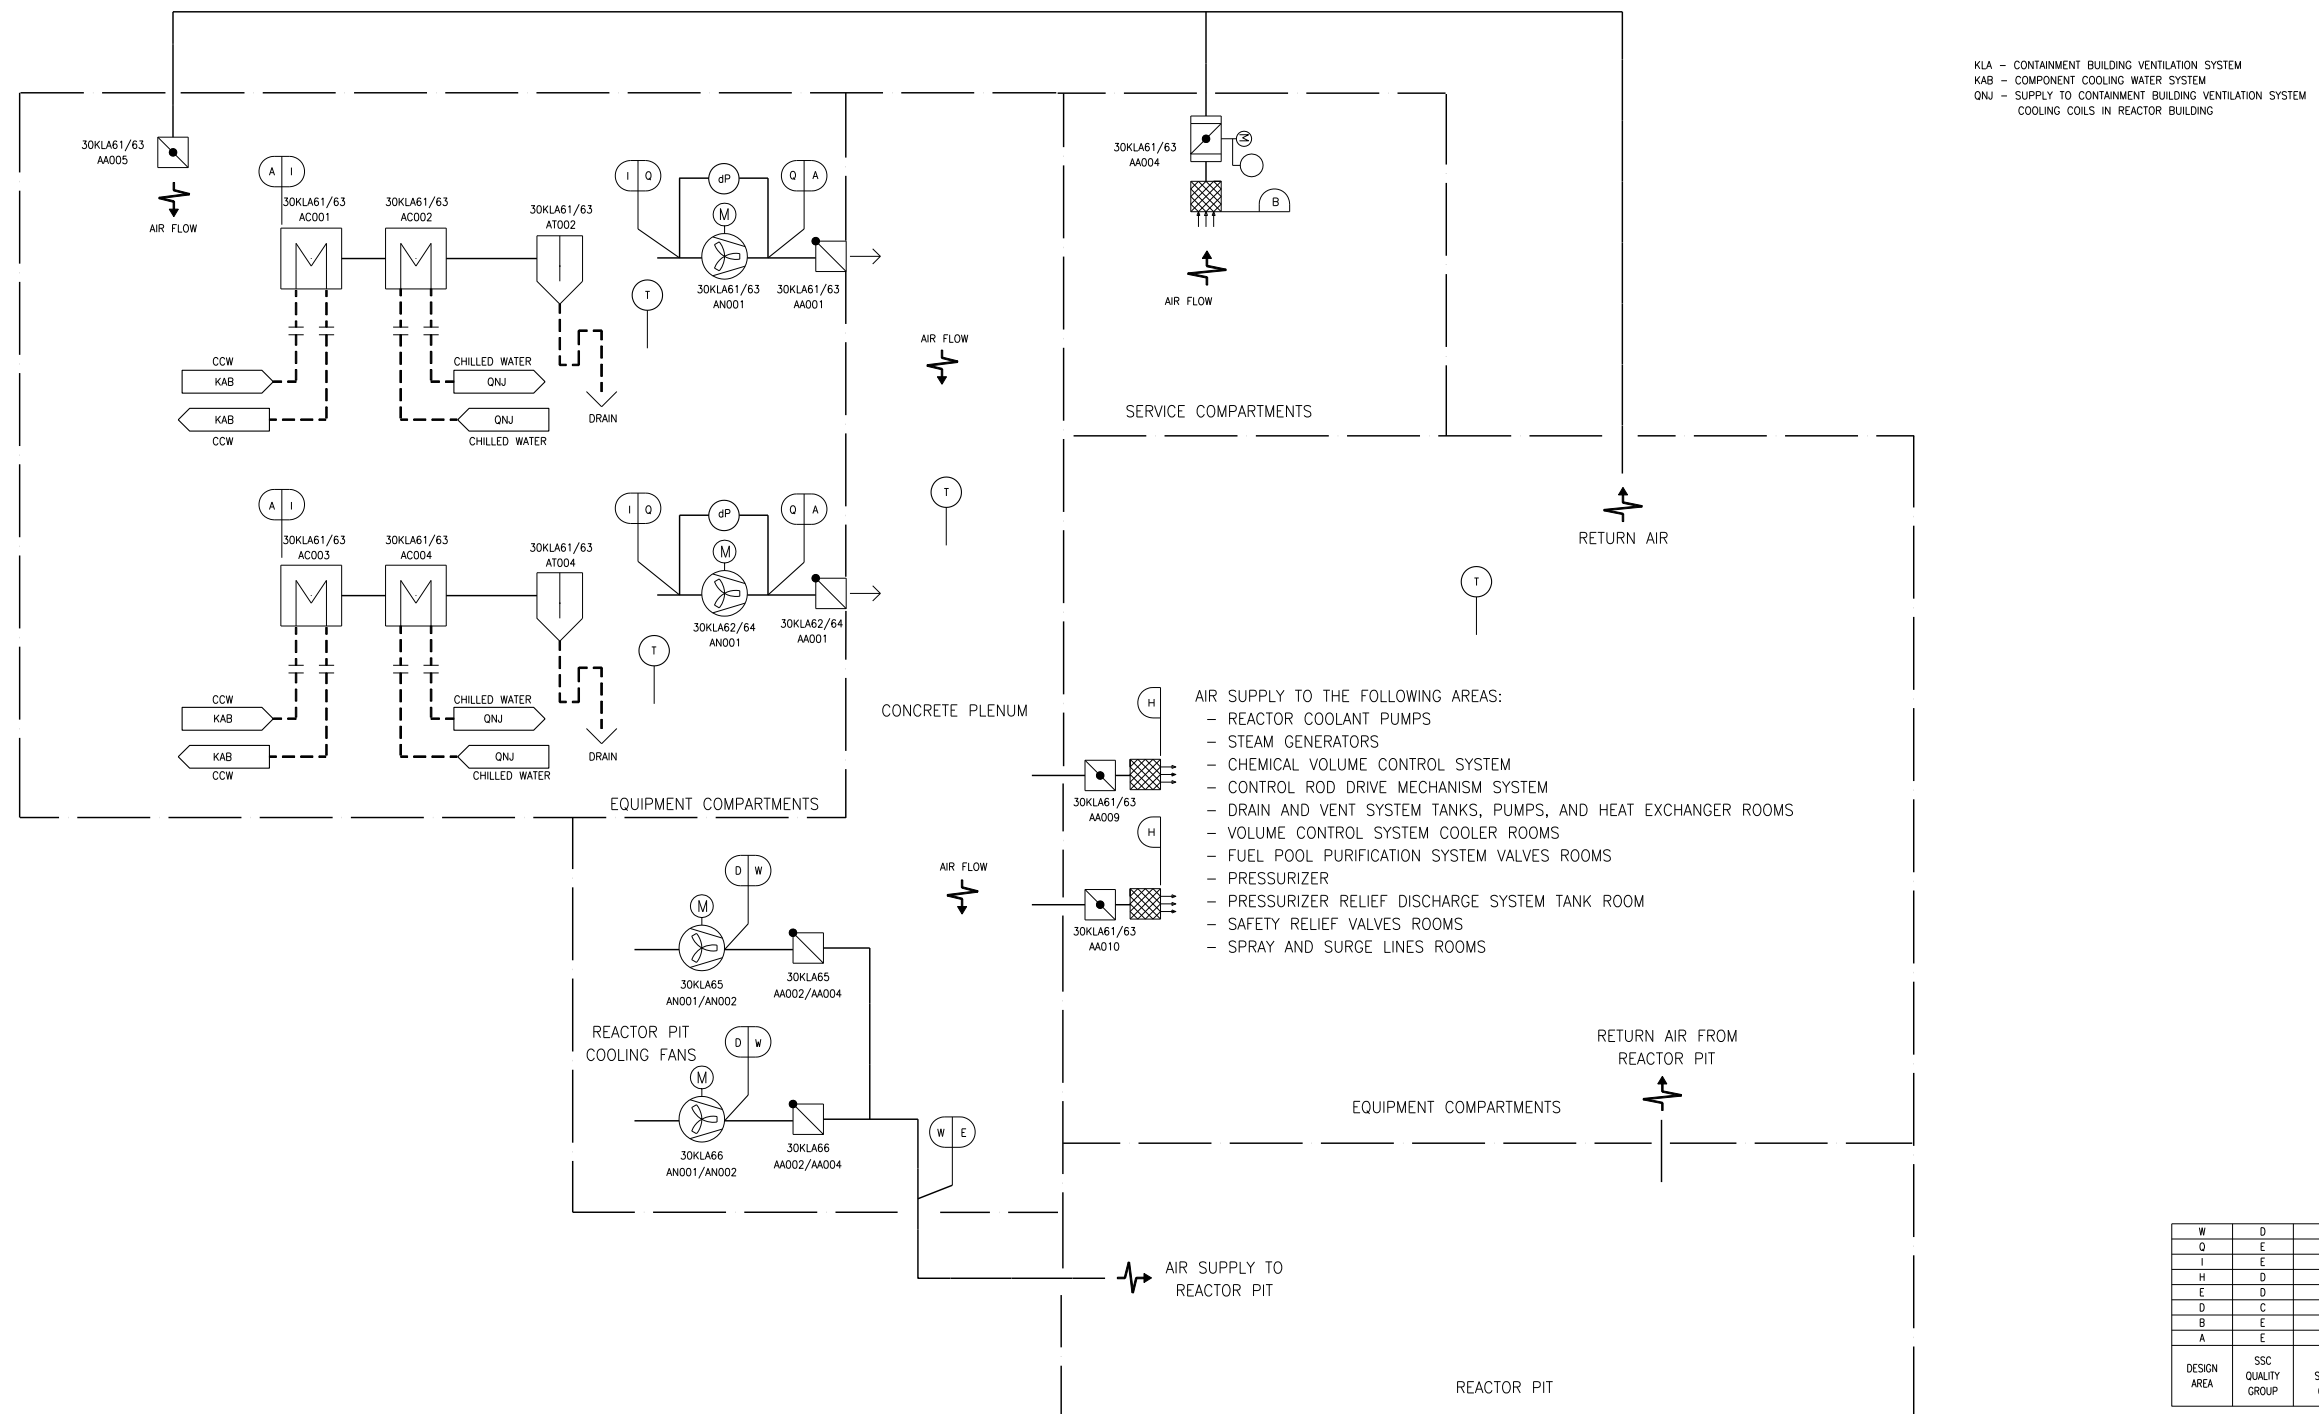 KLA – CONTAINMENT BUILDING VENTILATION SYSTEM
KAB – COMPONENT COOLING WATER SYSTEM
QNJ – SUPPLY TO CONTAINMENT BUILDING VENTILATION SYSTEM
COOLING COILS IN REACTOR BUILDING
30KLA61/63
AA005
AIR FLOW
A I
30KLA61/63
AC001
30KLA61/63
AC002
30KLA61/63
AT002
I Q
dP
Q A
M
30KLA61/63
AN001
30KLA61/63
AA001
T
CCW
KAB
KAB
CCW
CHILLED WATER
QNJ
QNJ
CHILLED WATER
DRAIN
A I
30KLA61/63
AC003
30KLA61/63
AC004
30KLA61/63
AT004
I Q
dP
Q A
M
30KLA62/64
AN001
30KLA62/64
AA001
T
CCW
KAB
KAB
CCW
CHILLED WATER
QNJ
QNJ
CHILLED WATER
DRAIN
EQUIPMENT COMPARTMENTS
AIR FLOW
T
CONCRETE PLENUM
AIR FLOW
30KLA61/63
AA004
M
B
AIR FLOW
SERVICE COMPARTMENTS
RETURN AIR
T
H
30KLA61/63
AA009
H
30KLA61/63
AA010
AIR SUPPLY TO THE FOLLOWING AREAS:
– REACTOR COOLANT PUMPS
– STEAM GENERATORS
– CHEMICAL VOLUME CONTROL SYSTEM
– CONTROL ROD DRIVE MECHANISM SYSTEM
– DRAIN AND VENT SYSTEM TANKS, PUMPS, AND HEAT EXCHANGER ROOMS
– VOLUME CONTROL SYSTEM COOLER ROOMS
– FUEL POOL PURIFICATION SYSTEM VALVES ROOMS
– PRESSURIZER
– PRESSURIZER RELIEF DISCHARGE SYSTEM TANK ROOM
– SAFETY RELIEF VALVES ROOMS
– SPRAY AND SURGE LINES ROOMS
RETURN AIR FROM
REACTOR PIT
EQUIPMENT COMPARTMENTS
D W
M
30KLA65
AN001/AN002
30KLA65
AA002/AA004
REACTOR PIT
COOLING FANS
D W
M
30KLA66
AN001/AN002
30KLA66
AA002/AA004
W E
AIR SUPPLY TO
REACTOR PIT
REACTOR PIT
W D
Q E
I E
H D
E D
D C
B E
A E
DESIGN
AREA
SSC
QUALITY
GROUP